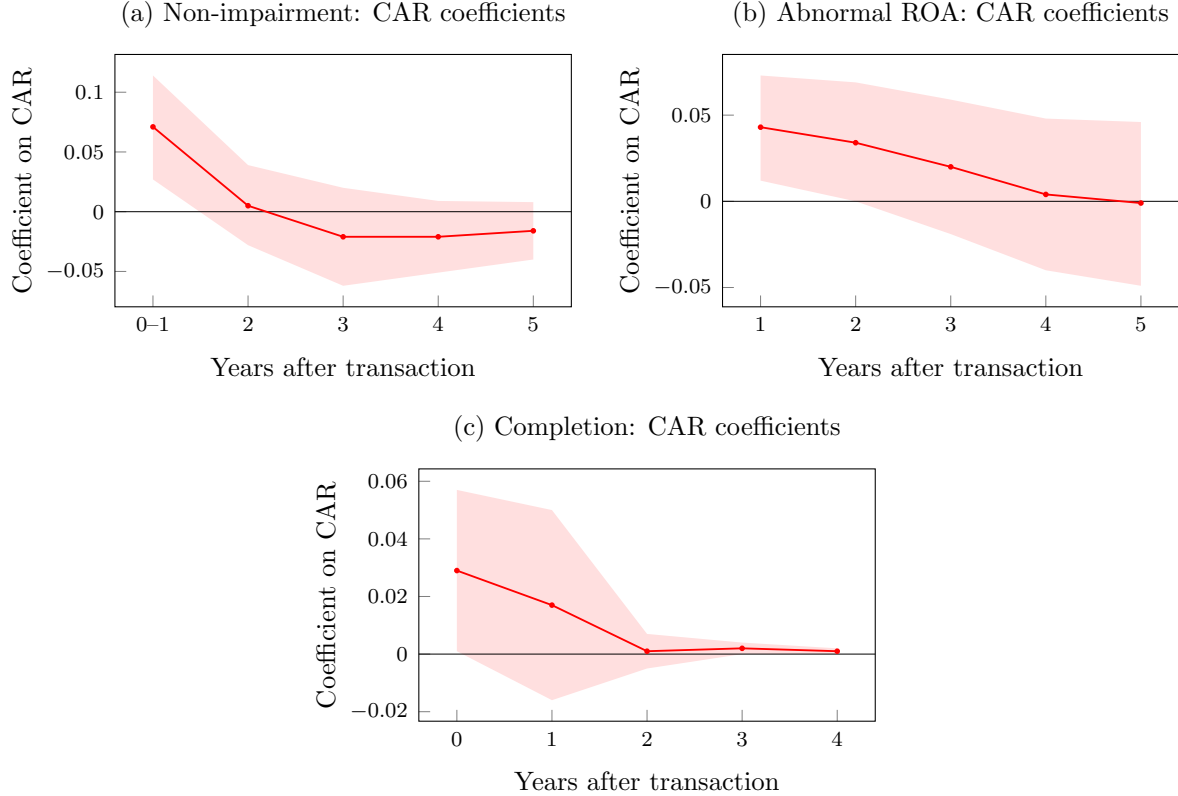 (a) Non-impairment: CAR coefficients
Coefficient on CAR
0.1
0.05
0
−0.05
0–1 2 3 4 5
Years after transaction
(b) Abnormal ROA: CAR coefficients
Coefficient on CAR
0.05
0
−0.05
1 2 3 4 5
Years after transaction
(c) Completion: CAR coefficients
Coefficient on CAR
0.06
0.04
0.02
0
−0.02
0 1 2 3 4
Years after transaction